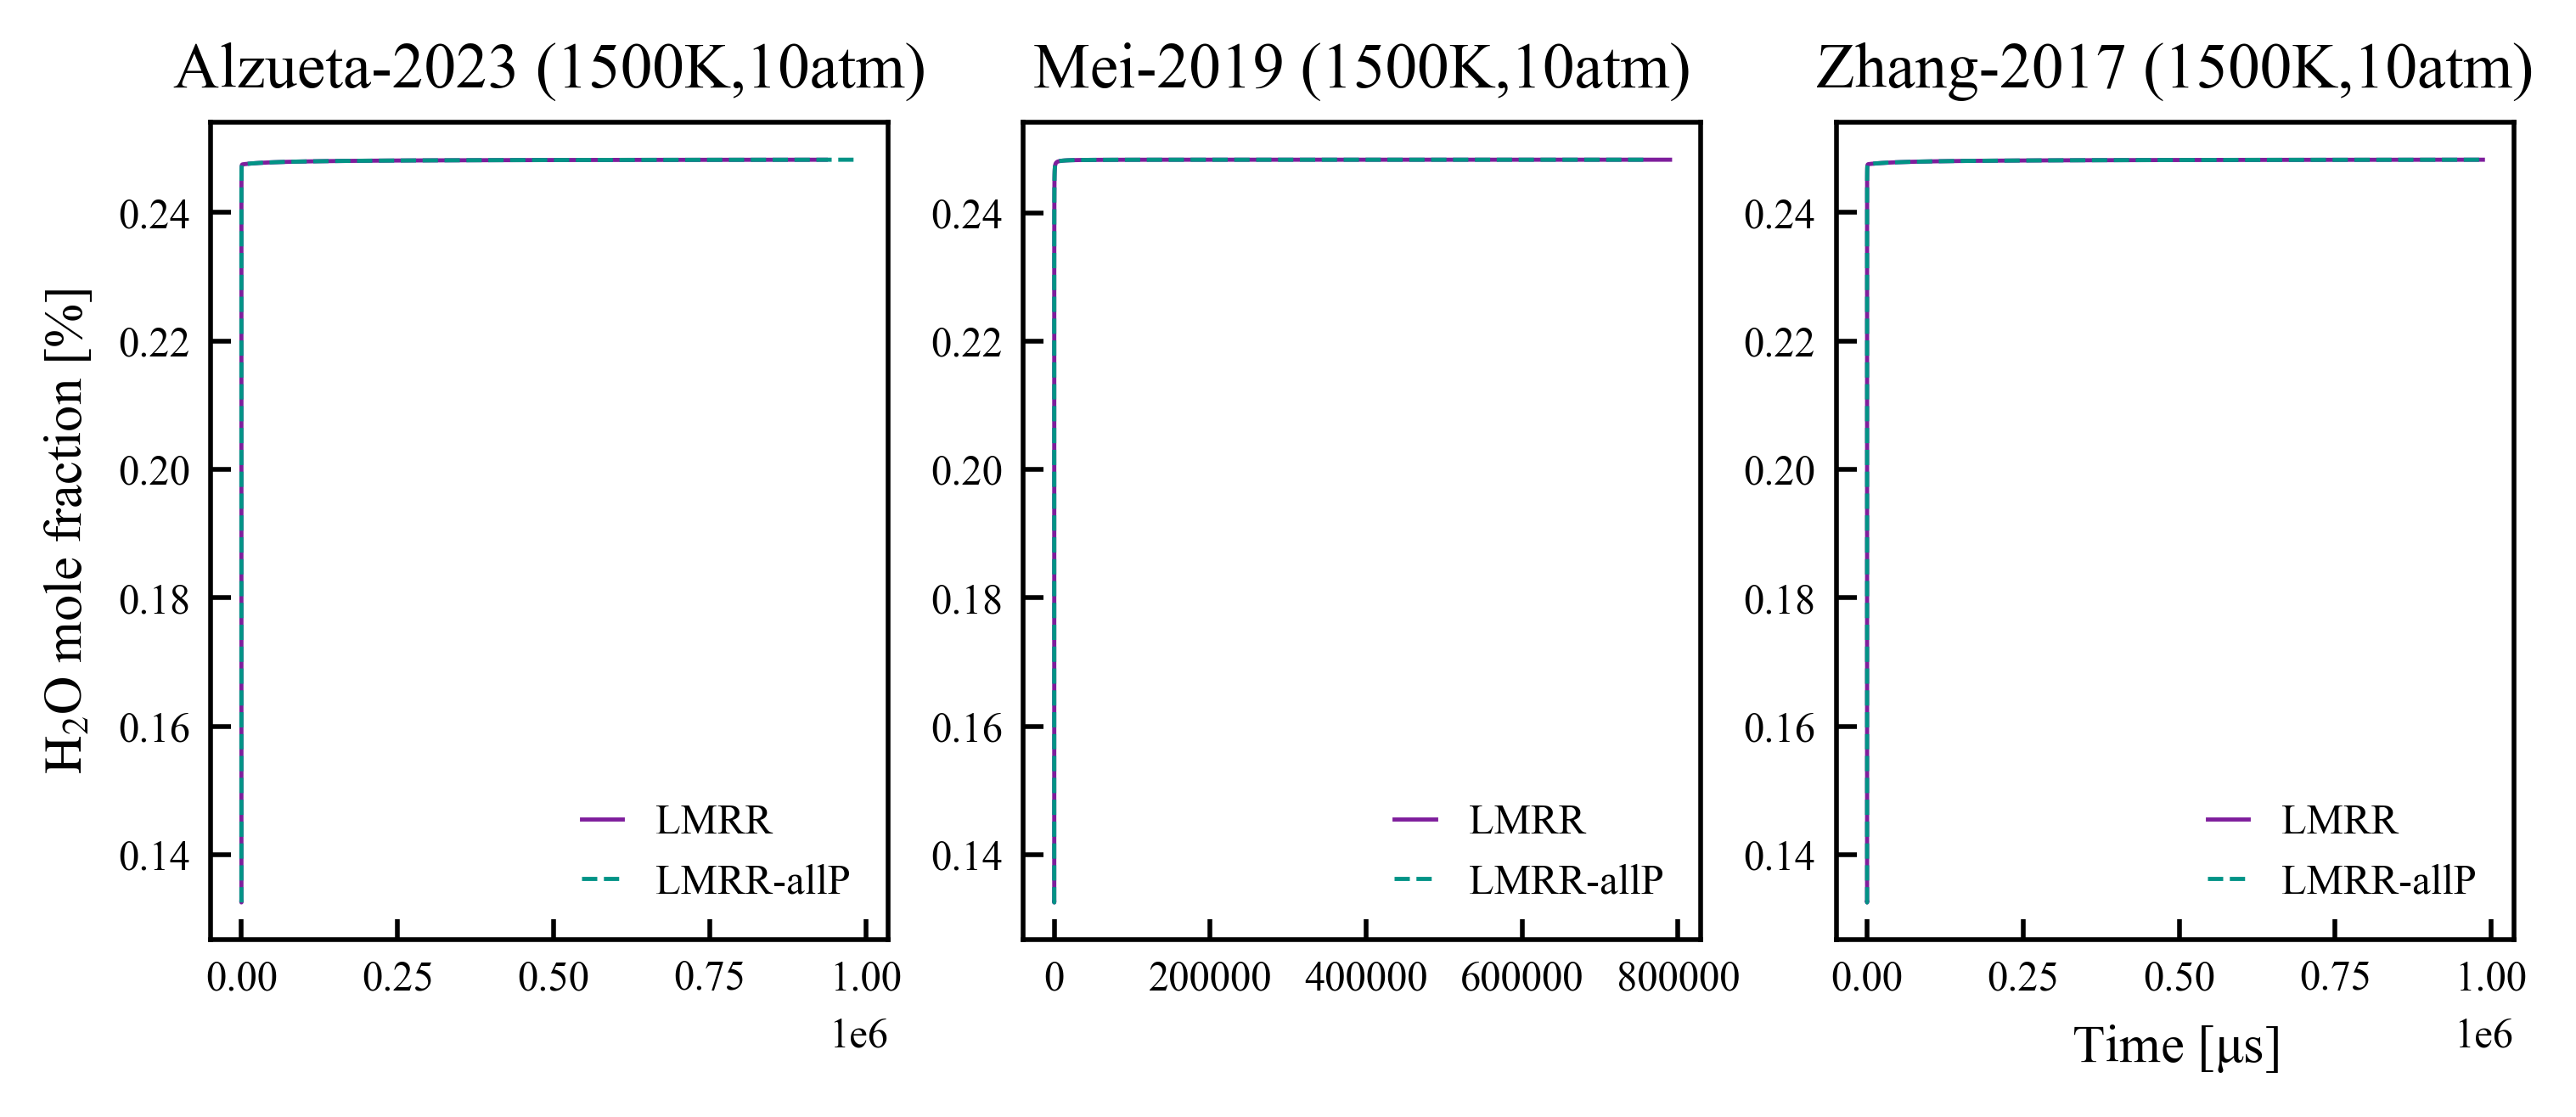 Alzueta-2023 (1500K,10atm)
Mei-2019 (1500K,10atm)
Zhang-2017 (1500K,10atm)
H₂O mole fraction [%]
0.24
0.22
0.20
0.18
0.16
0.14
LMRR
LMRR-allP
0.00 0.25 0.50 0.75 1.00
1e6
0.24
0.22
0.20
0.18
0.16
0.14
LMRR
LMRR-allP
0 200000 400000 600000 800000
0.24
0.22
0.20
0.18
0.16
0.14
LMRR
LMRR-allP
0.00 0.25 0.50 0.75 1.00
1e6
Time [μs]